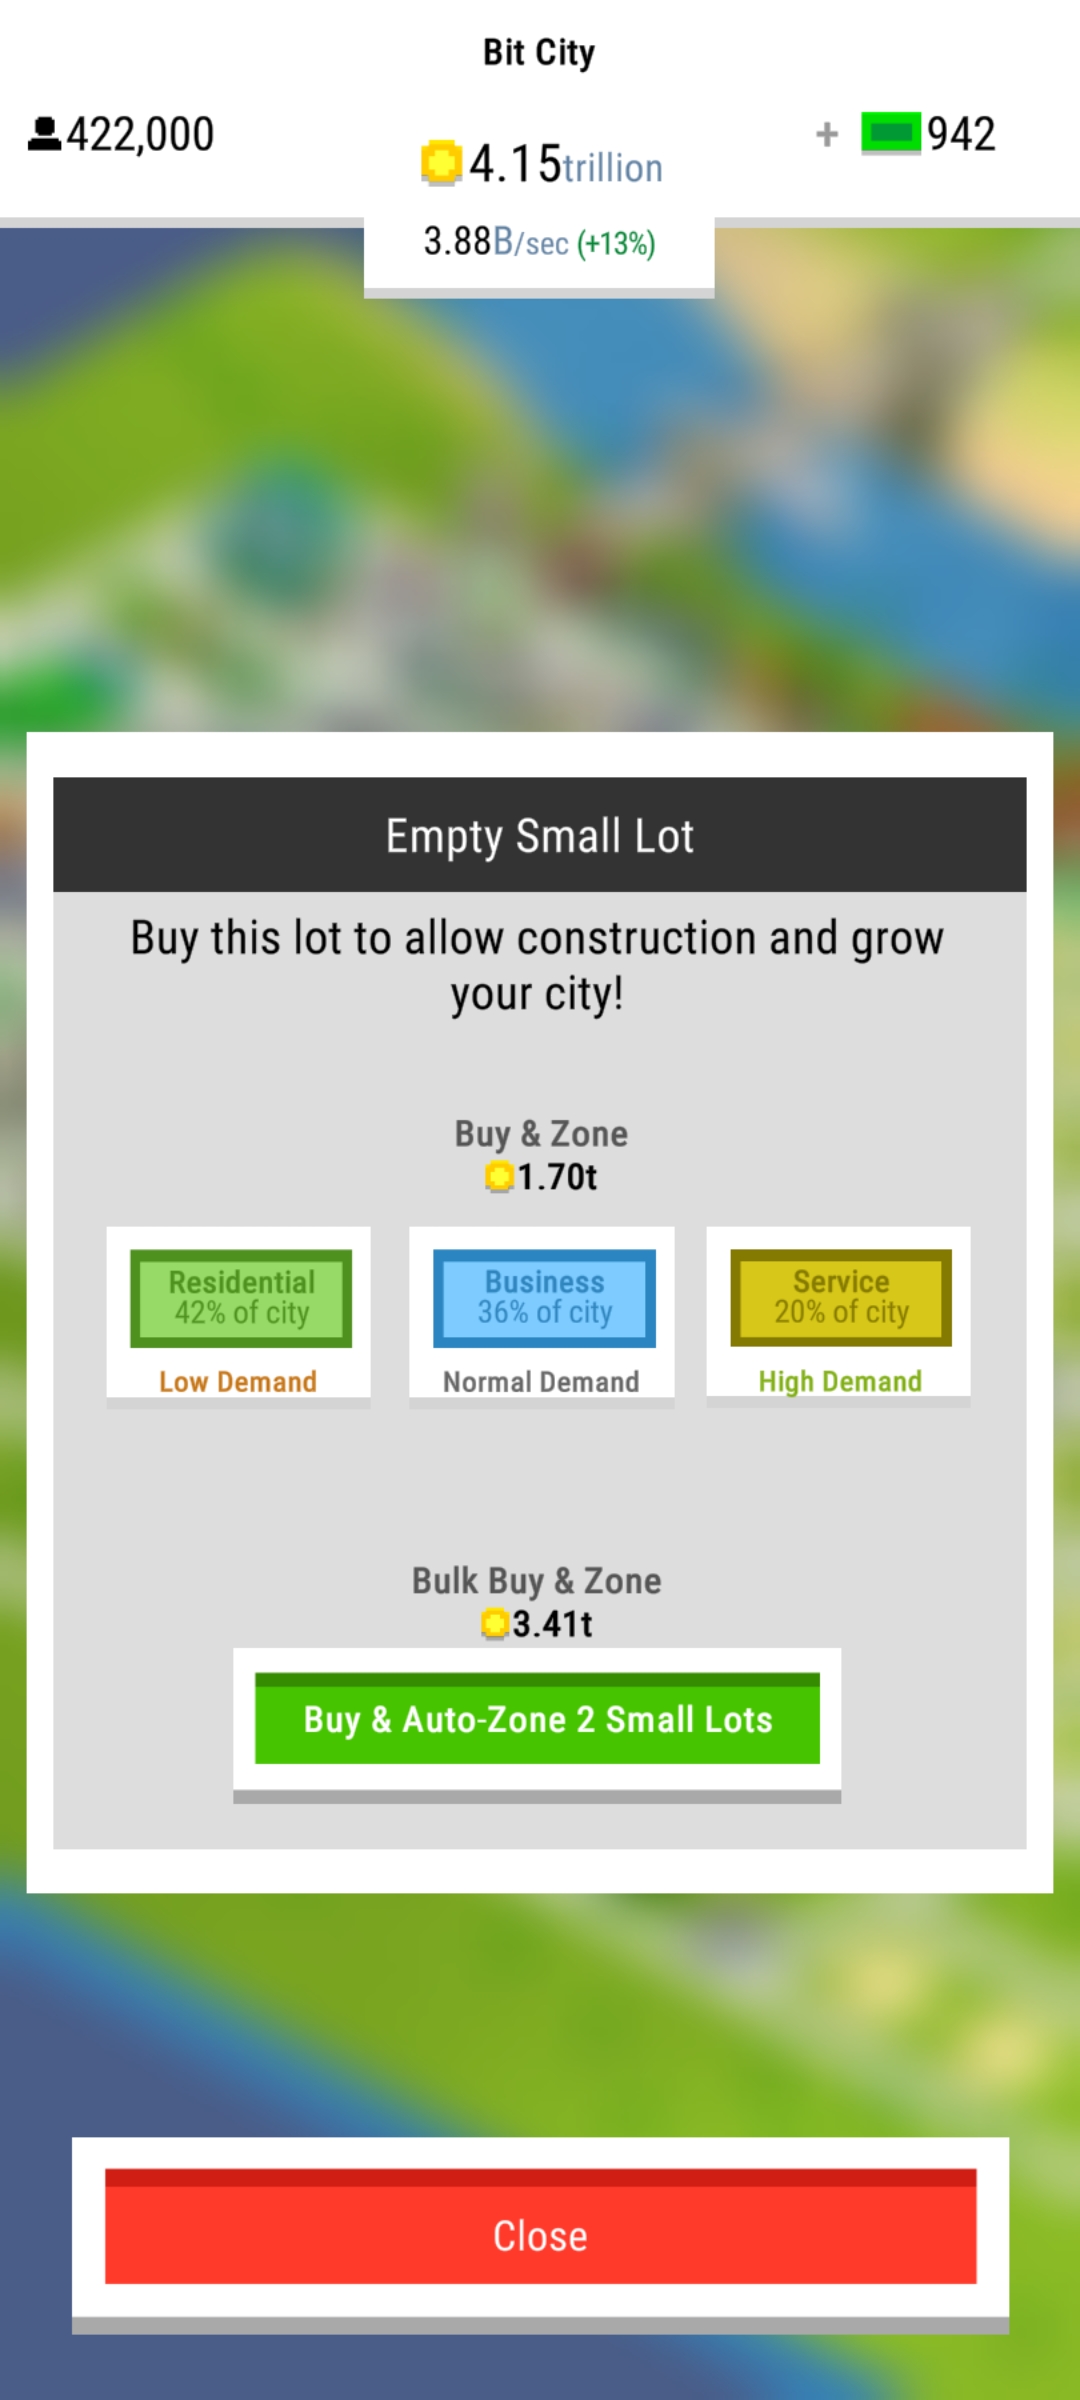 Bit City
422,000
4.15trillion
+ 942
3.88B/sec (+13%)
Empty Small Lot
Buy this lot to allow construction and grow
your city!
Buy & Zone
1.70t
Residential
42% of city
Low Demand
Business
36% of city
Normal Demand
Service
20% of city
High Demand
Bulk Buy & Zone
3.41t
Buy & Auto-Zone 2 Small Lots
Close